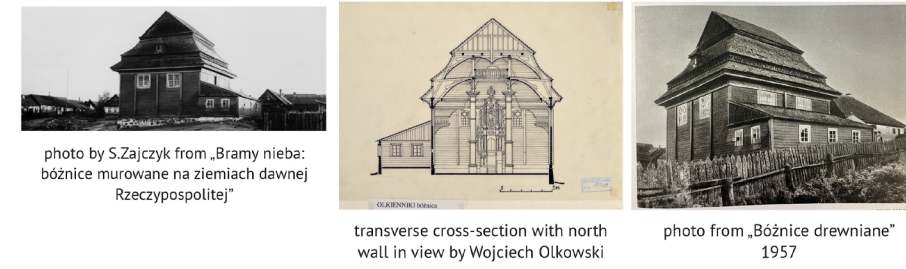 photo by S.Zajczyk from „Bramy nieba:
bóżnice murowane na ziemiach dawnej
Rzeczypospolitej”
OLKIENNIKI bóżnica
transverse cross-section with north
wall in view by Wojciech Olkowski
photo from „Bóżnice drewniane”
1957